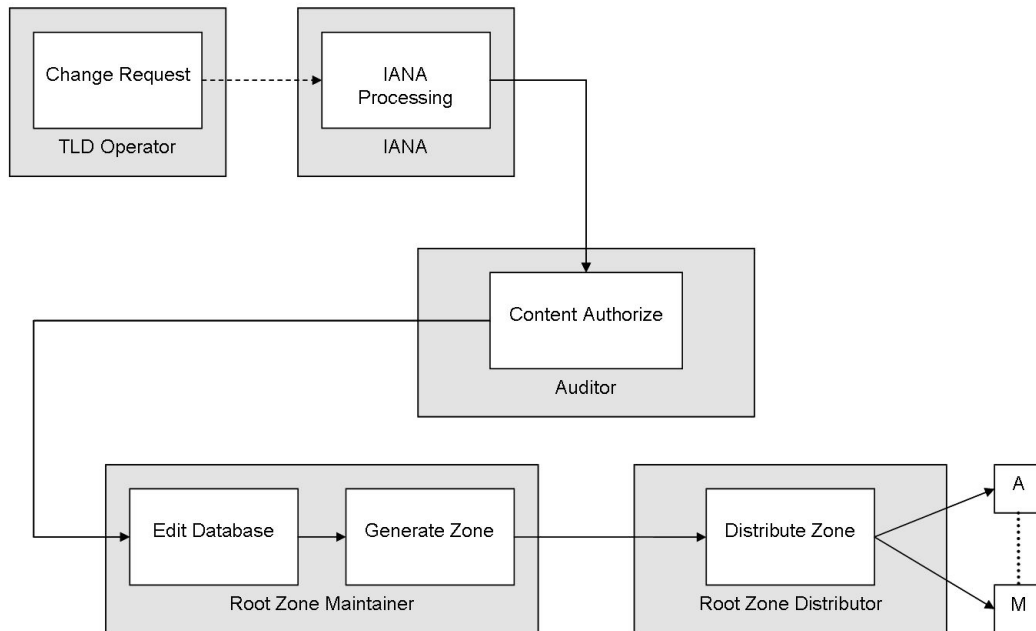 Change Request
TLD Operator
IANA
Processing
IANA
Content Authorize
Auditor
Edit Database
Generate Zone
Root Zone Maintainer
Distribute Zone
Root Zone Distributor
A
M